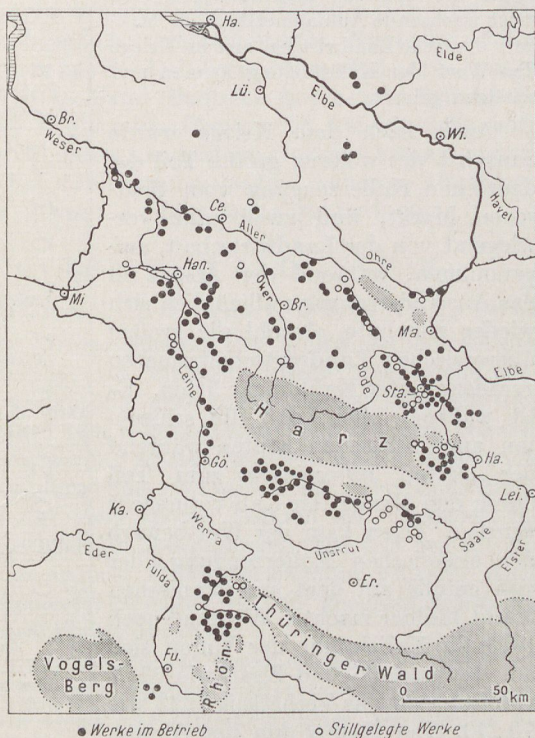 Ha.
Elde
Lü.
Elbe
Br.
Weser
Wi.
Havel
Ce.
Aller
Ohre
Han.
Oker
Mi
Br.
Ma.
Elbe
Leine
Bode
Sta.
Harz
Gö.
Ha.
Lei.
Ka.
Werra
Unstrut
Saale
Elster
Eder
Fulda
Er.
Thüringer Wald
Vogels-
Berg
Fu.
Rhön
0 50
km
● Werke im Betrieb ○ Stillgelegte Werke